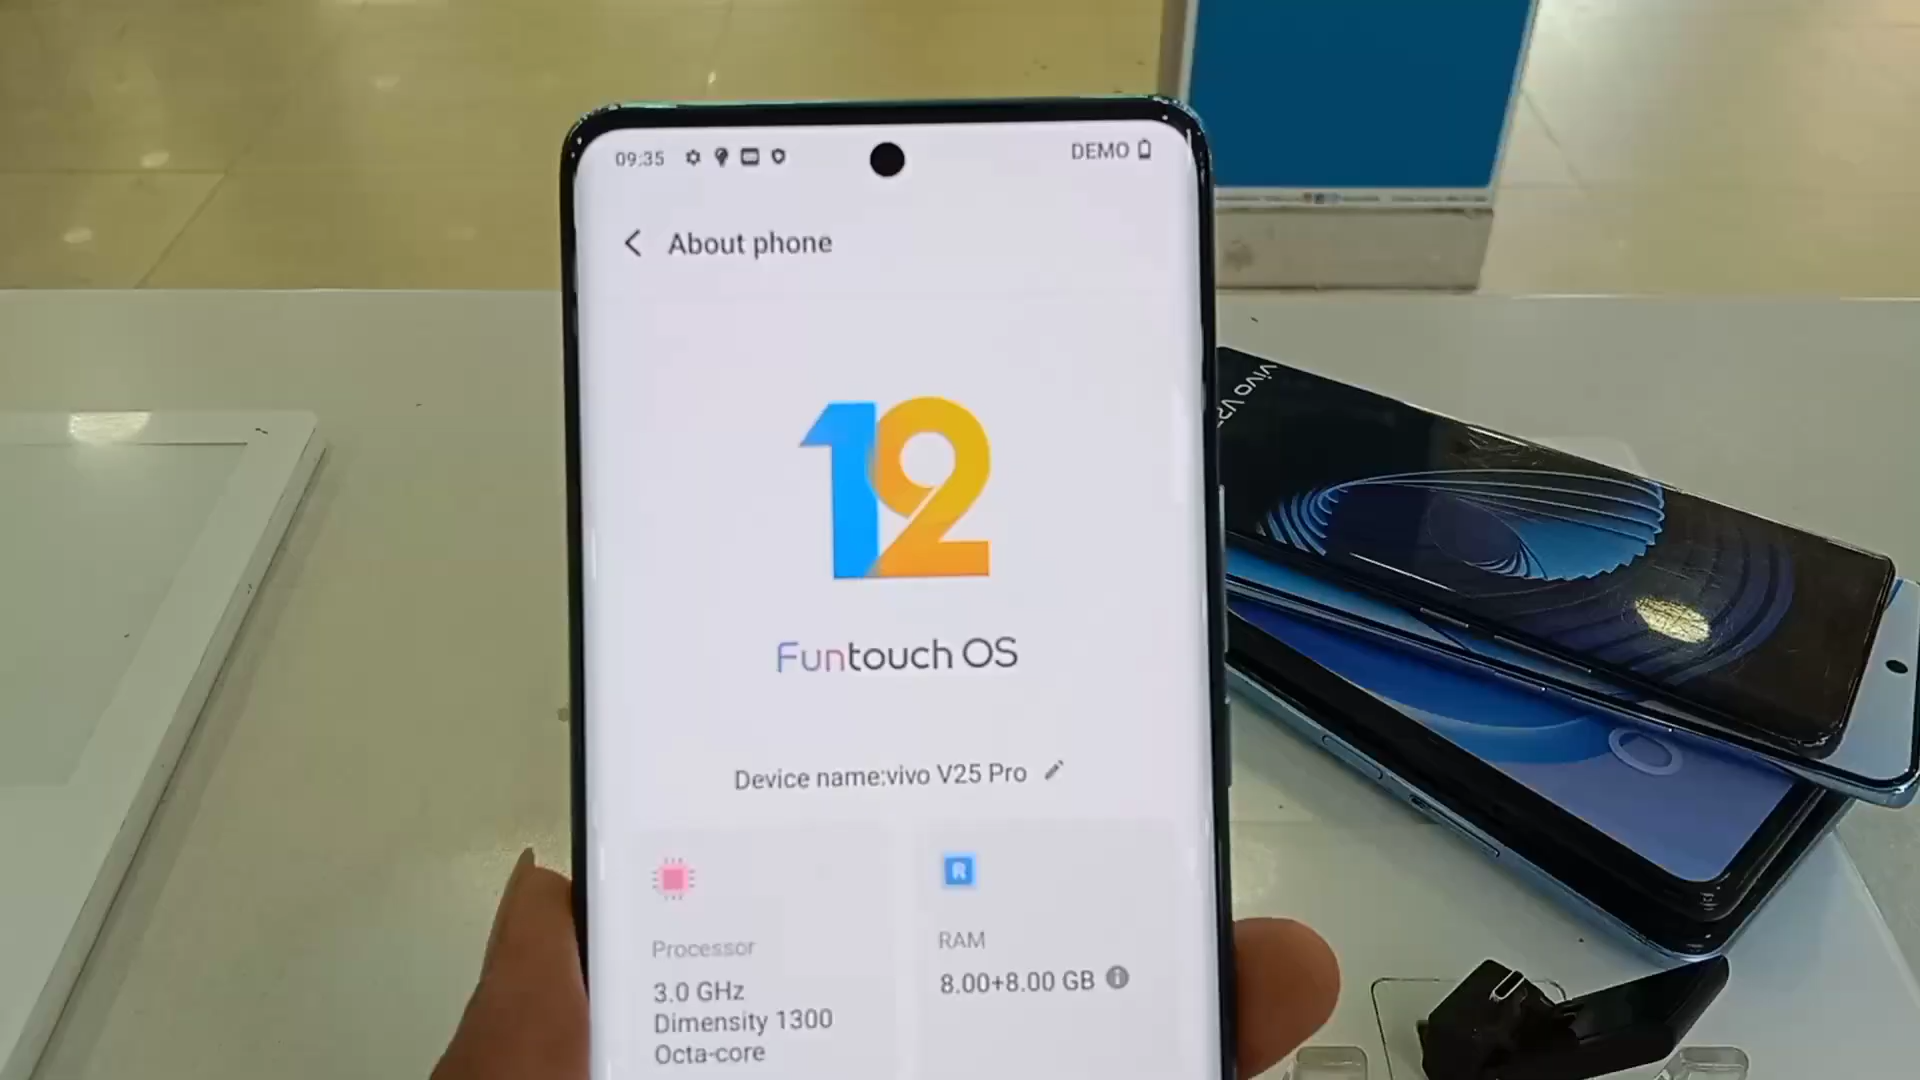 09:35
DEMO
About phone
12
Funtouch OS
Device name:vivo V25 Pro
Processor
3.0 GHz
Dimensity 1300
Octa-core
R
RAM
8.00+8.00 GB
vivo